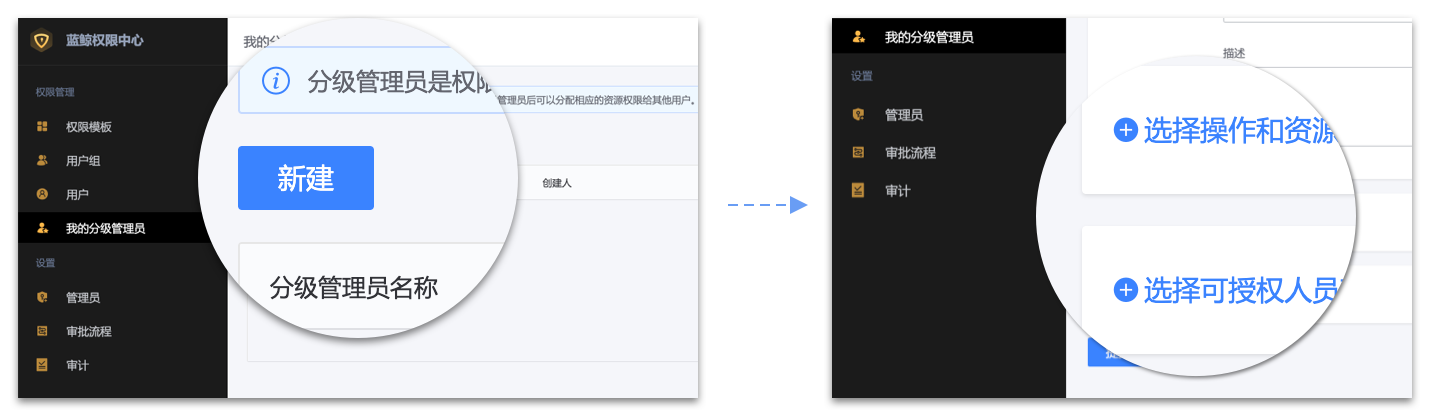 蓝鲸权限中心
权限管理
权限模板
用户组
用户
我的分级管理员
设置
管理员
审批流程
审计
我的分
分级管理员是权限
管理员后可以分配相应的资源权限给其他用户。
新建
创建人
分级管理员名称
我的分级管理员
设置
管理员
审批流程
审计
描述
选择操作和资源
选择可授权人员